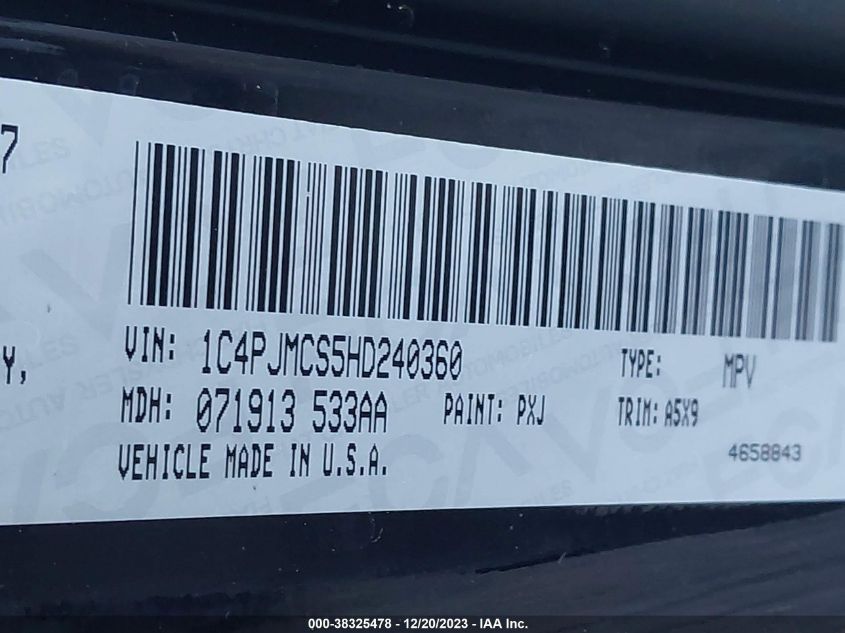 7
Y,
VIN: 1C4PJMCS5HD240360 TYPE: MPV
MDH: 071913 533AA PAINT: PXJ TRIM: A5X9
VEHICLE MADE IN U.S.A. 4658843
000-38325478 - 12/20/2023 - IAA Inc.